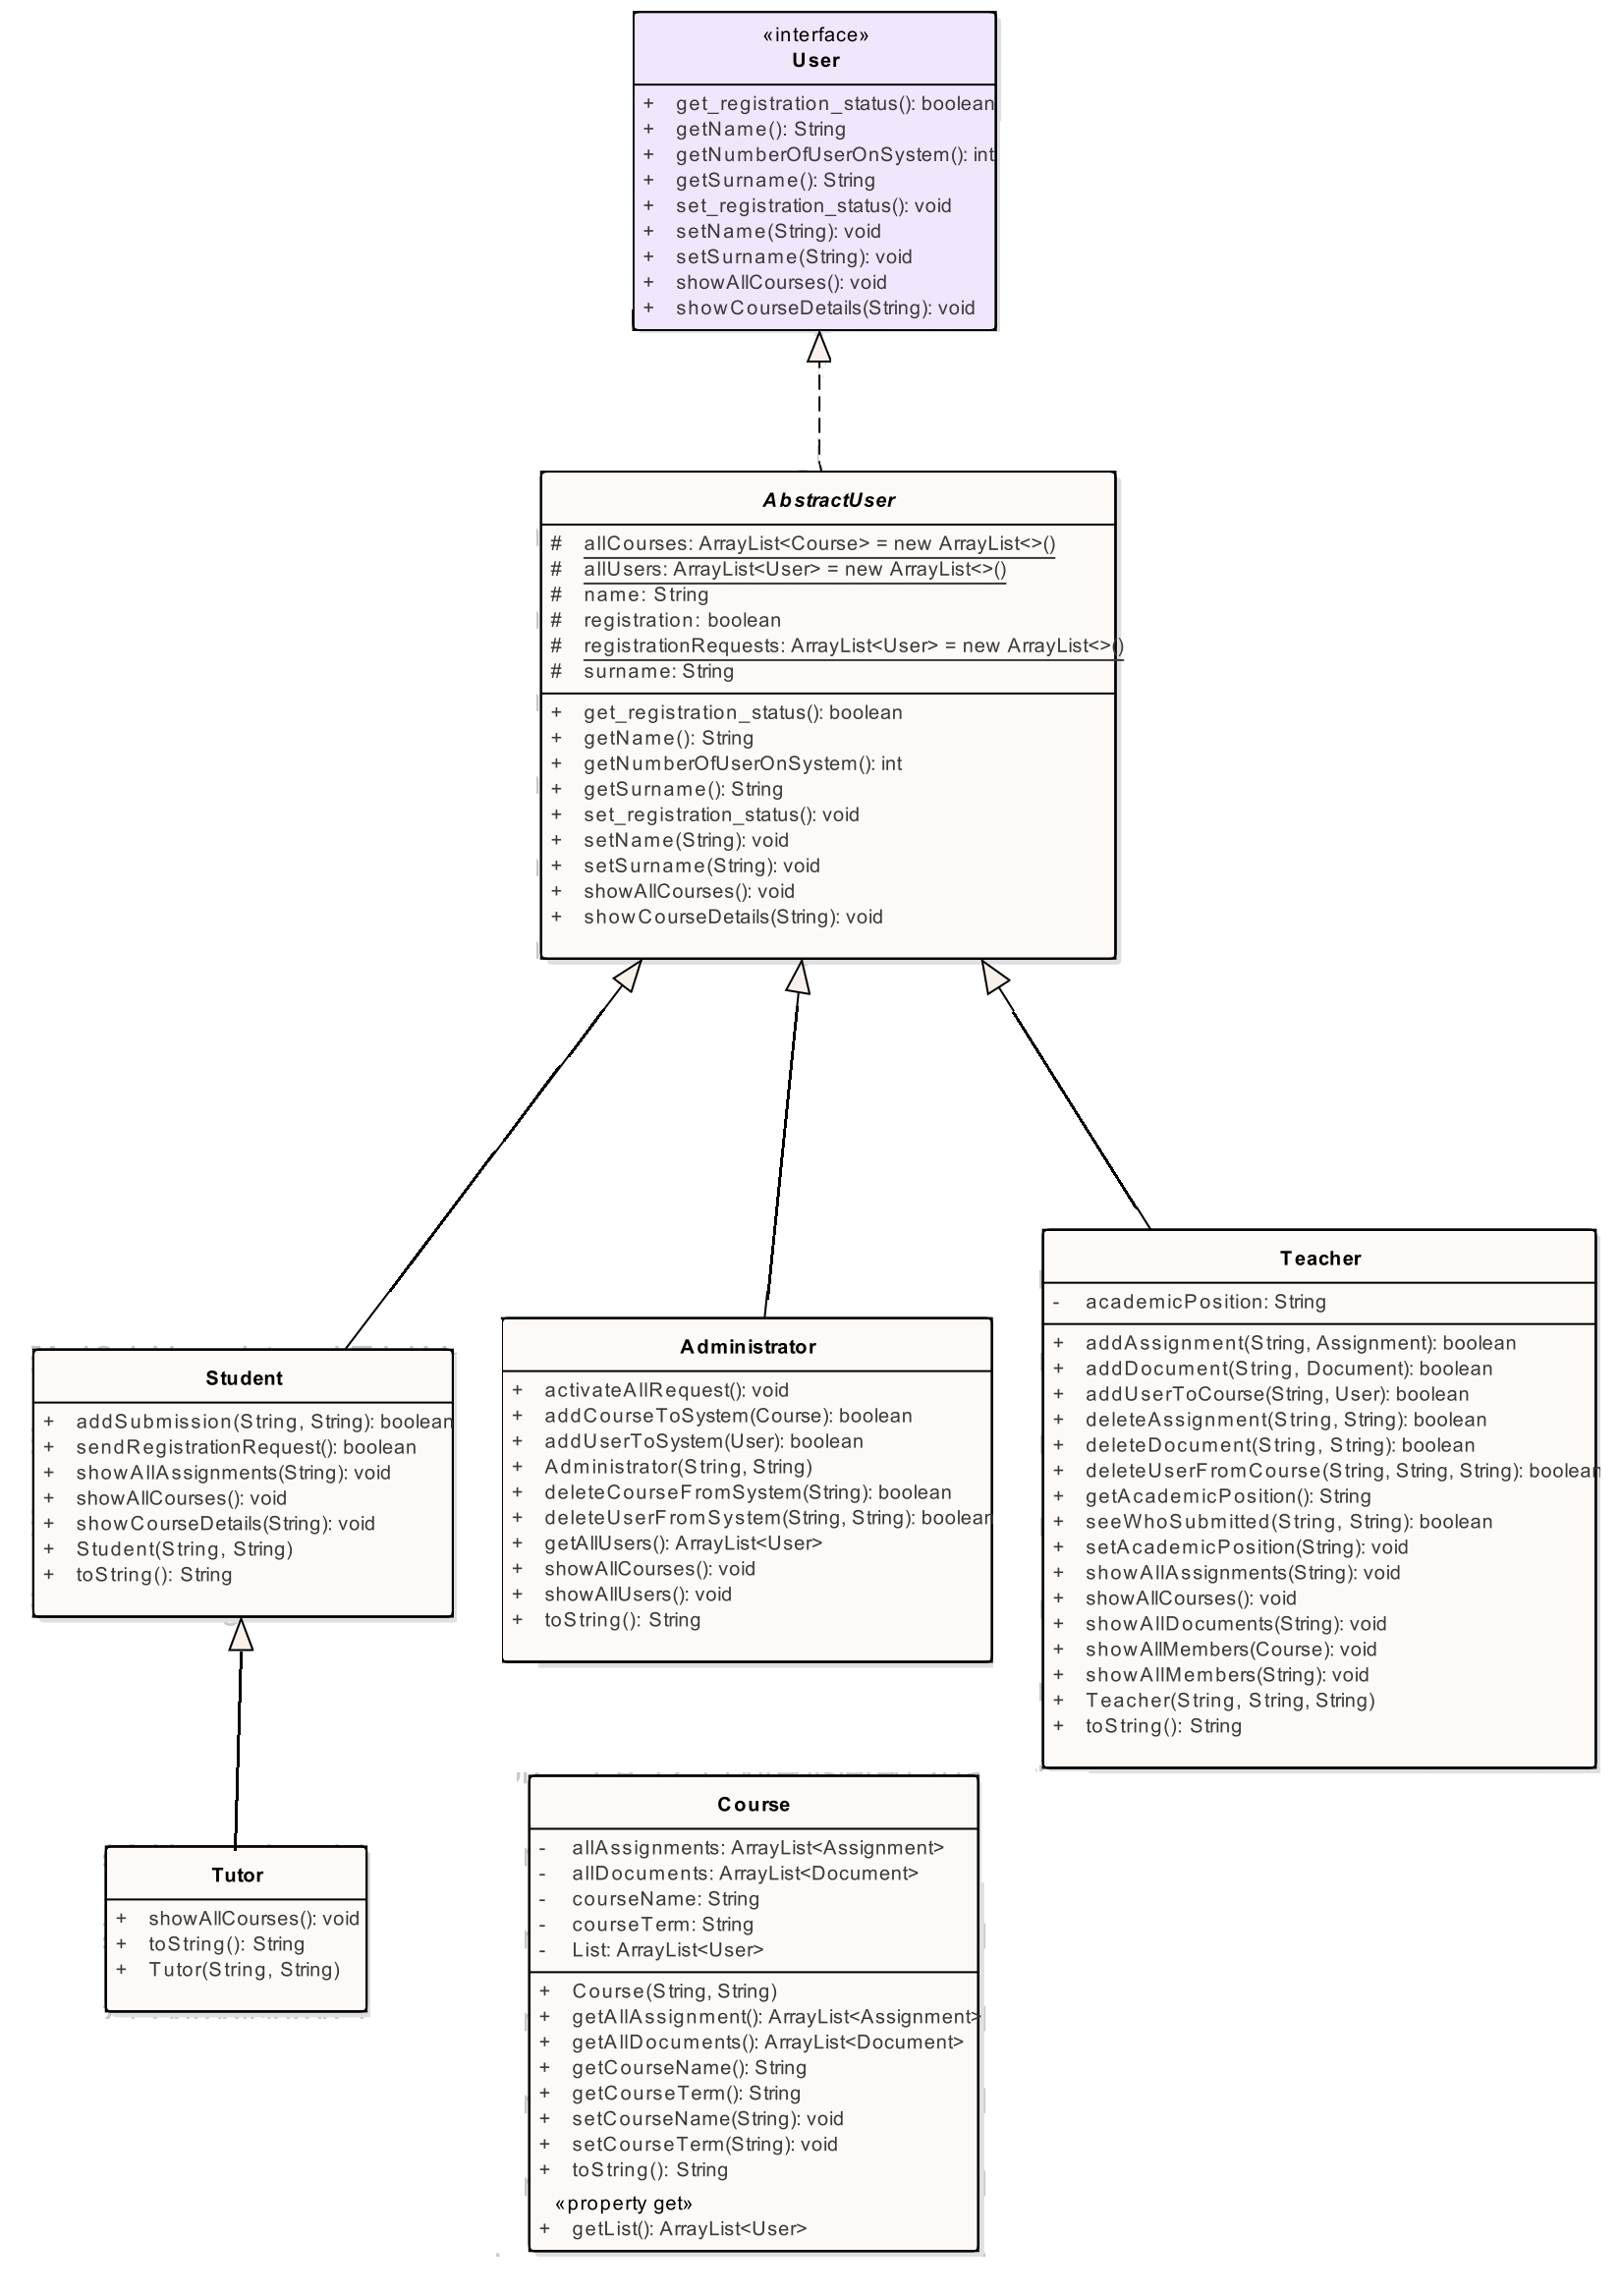 «interface»
User
+ get_registration_status(): boolean
+ getName(): String
+ getNumberOfUserOnSystem(): int
+ getSurname(): String
+ set_registration_status(): void
+ setName(String): void
+ setSurname(String): void
+ showAllCourses(): void
+ showCourseDetails(String): void
AbstractUser
# allCourses: ArrayList<Course> = new ArrayList<>()
# allUsers: ArrayList<User> = new ArrayList<>()
# name: String
# registration: boolean
# registrationRequests: ArrayList<User> = new ArrayList<>()
# surname: String
+ get_registration_status(): boolean
+ getName(): String
+ getNumberOfUserOnSystem(): int
+ getSurname(): String
+ set_registration_status(): void
+ setName(String): void
+ setSurname(String): void
+ showAllCourses(): void
+ showCourseDetails(String): void
Student
+ addSubmission(String, String): boolean
+ sendRegistrationRequest(): boolean
+ showAllAssignments(String): void
+ showAllCourses(): void
+ showCourseDetails(String): void
+ Student(String, String)
+ toString(): String
Administrator
+ activateAllRequest(): void
+ addCourseToSystem(Course): boolean
+ addUserToSystem(User): boolean
+ Administrator(String, String)
+ deleteCourseFromSystem(String): boolean
+ deleteUserFromSystem(String, String): boolean
+ getAllUsers(): ArrayList<User>
+ showAllCourses(): void
+ showAllUsers(): void
+ toString(): String
Teacher
- academicPosition: String
+ addAssignment(String, Assignment): boolean
+ addDocument(String, Document): boolean
+ addUserToCourse(String, User): boolean
+ deleteAssignment(String, String): boolean
+ deleteDocument(String, String): boolean
+ deleteUserFromCourse(String, String, String): boolean
+ getAcademicPosition(): String
+ seeWhoSubmitted(String, String): boolean
+ setAcademicPosition(String): void
+ showAllAssignments(String): void
+ showAllCourses(): void
+ showAllDocuments(String): void
+ showAllMembers(Course): void
+ showAllMembers(String): void
+ Teacher(String, String, String)
+ toString(): String
Tutor
+ showAllCourses(): void
+ toString(): String
+ Tutor(String, String)
Course
- allAssignments: ArrayList<Assignment>
- allDocuments: ArrayList<Document>
- courseName: String
- courseTerm: String
- List: ArrayList<User>
+ Course(String, String)
+ getAllAssignment(): ArrayList<Assignment>
+ getAllDocuments(): ArrayList<Document>
+ getCourseName(): String
+ getCourseTerm(): String
+ setCourseName(String): void
+ setCourseTerm(String): void
+ toString(): String
«property get»
+ getList(): ArrayList<User>